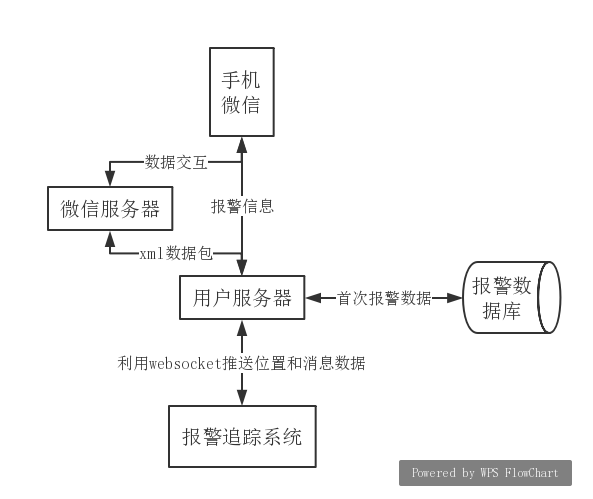 手机
微信
数据交互
微信服务器
报警信息
xml数据包
用户服务器
首次报警数据
报警数
据库
利用websocket推送位置和消息数据
报警追踪系统
Powered by WPS FlowChart